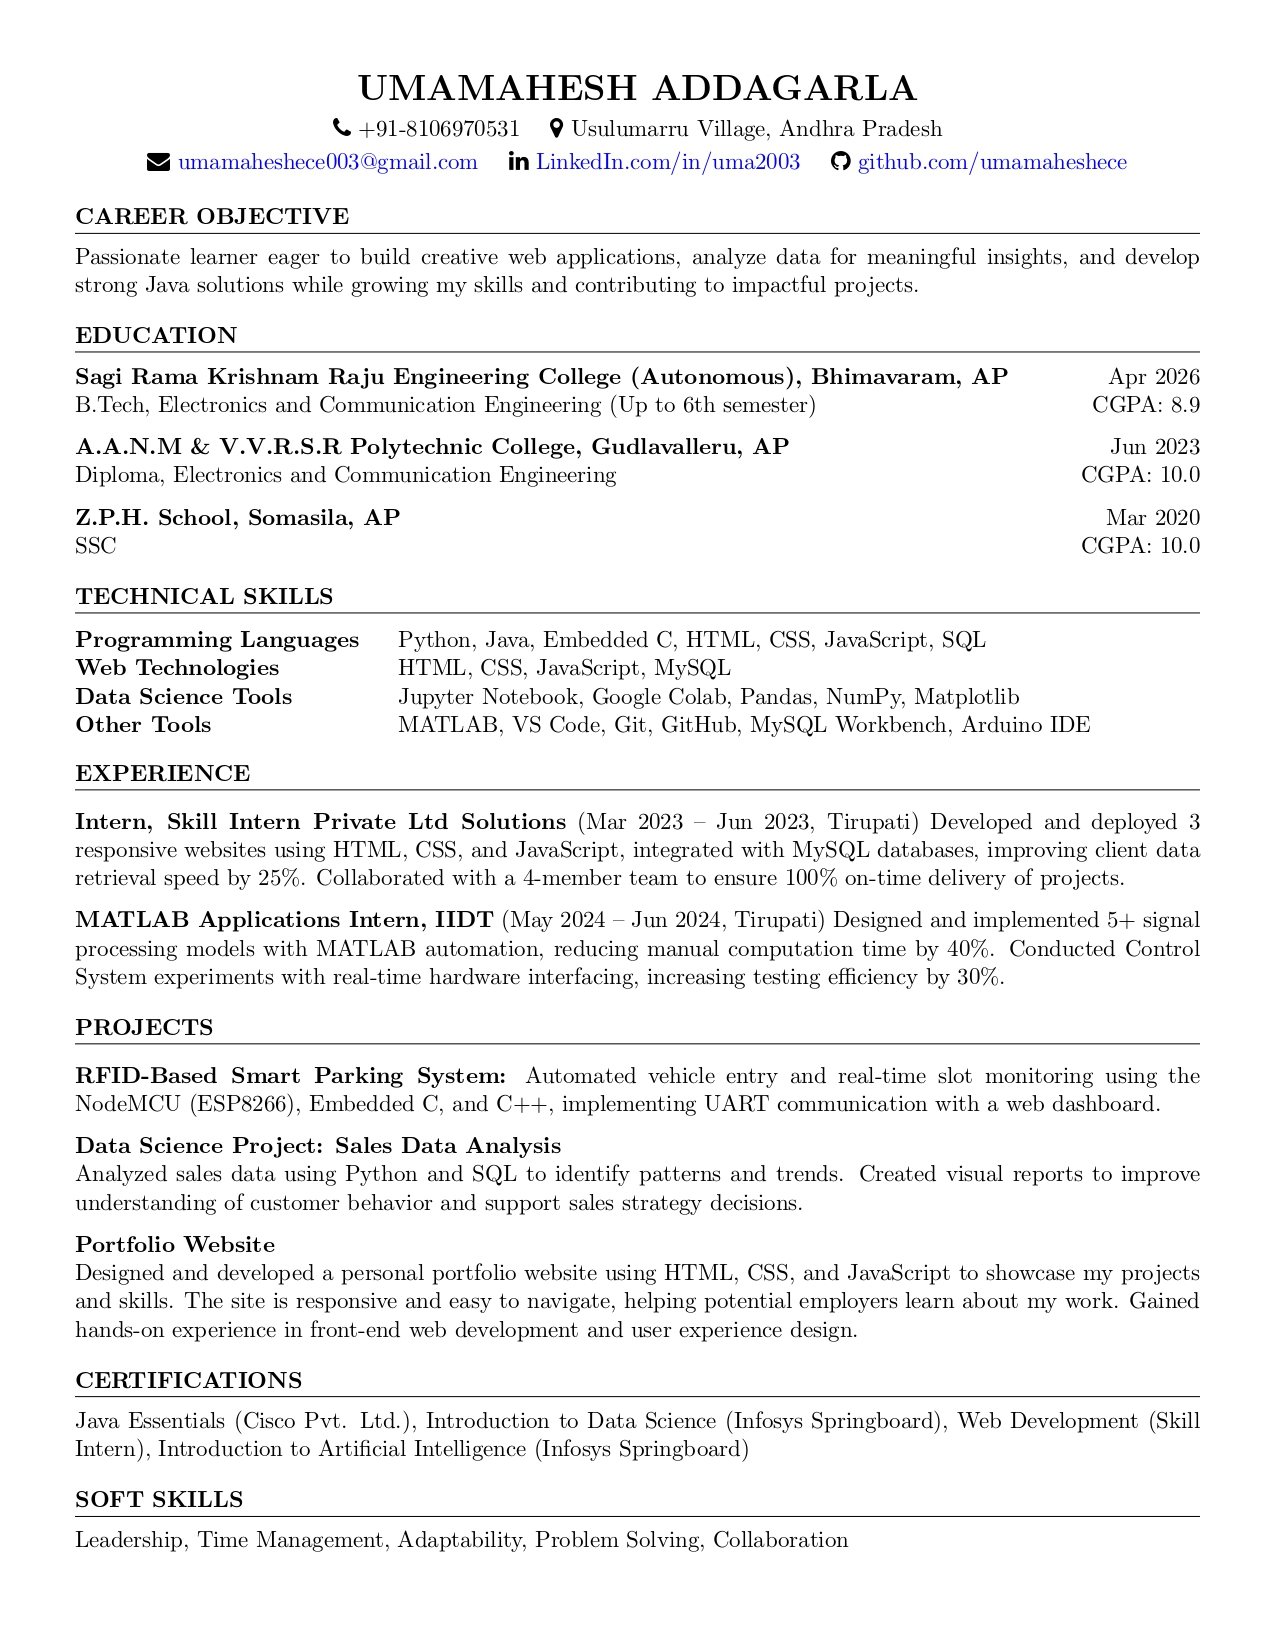 UMAMAHESH ADDAGARLA
+91-8106970531 Usulumarru Village, Andhra Pradesh
umamaheshece003@gmail.com LinkedIn.com/in/uma2003 github.com/umamaheshece
CAREER OBJECTIVE
Passionate learner eager to build creative web applications, analyze data for meaningful insights, and develop
strong Java solutions while growing my skills and contributing to impactful projects.
EDUCATION
Sagi Rama Krishnam Raju Engineering College (Autonomous), Bhimavaram, AP Apr 2026
B.Tech, Electronics and Communication Engineering (Up to 6th semester) CGPA: 8.9
A.A.N.M & V.V.R.S.R Polytechnic College, Gudlavalleru, AP Jun 2023
Diploma, Electronics and Communication Engineering CGPA: 10.0
Z.P.H. School, Somasila, AP Mar 2020
SSC CGPA: 10.0
TECHNICAL SKILLS
Programming Languages Python, Java, Embedded C, HTML, CSS, JavaScript, SQL
Web Technologies HTML, CSS, JavaScript, MySQL
Data Science Tools Jupyter Notebook, Google Colab, Pandas, NumPy, Matplotlib
Other Tools MATLAB, VS Code, Git, GitHub, MySQL Workbench, Arduino IDE
EXPERIENCE
Intern, Skill Intern Private Ltd Solutions (Mar 2023 – Jun 2023, Tirupati) Developed and deployed 3
responsive websites using HTML, CSS, and JavaScript, integrated with MySQL databases, improving client data
retrieval speed by 25%. Collaborated with a 4-member team to ensure 100% on-time delivery of projects.
MATLAB Applications Intern, IIDT (May 2024 – Jun 2024, Tirupati) Designed and implemented 5+ signal
processing models with MATLAB automation, reducing manual computation time by 40%. Conducted Control
System experiments with real-time hardware interfacing, increasing testing efficiency by 30%.
PROJECTS
RFID-Based Smart Parking System: Automated vehicle entry and real-time slot monitoring using the
NodeMCU (ESP8266), Embedded C, and C++, implementing UART communication with a web dashboard.
Data Science Project: Sales Data Analysis
Analyzed sales data using Python and SQL to identify patterns and trends. Created visual reports to improve
understanding of customer behavior and support sales strategy decisions.
Portfolio Website
Designed and developed a personal portfolio website using HTML, CSS, and JavaScript to showcase my projects
and skills. The site is responsive and easy to navigate, helping potential employers learn about my work. Gained
hands-on experience in front-end web development and user experience design.
CERTIFICATIONS
Java Essentials (Cisco Pvt. Ltd.), Introduction to Data Science (Infosys Springboard), Web Development (Skill
Intern), Introduction to Artificial Intelligence (Infosys Springboard)
SOFT SKILLS
Leadership, Time Management, Adaptability, Problem Solving, Collaboration